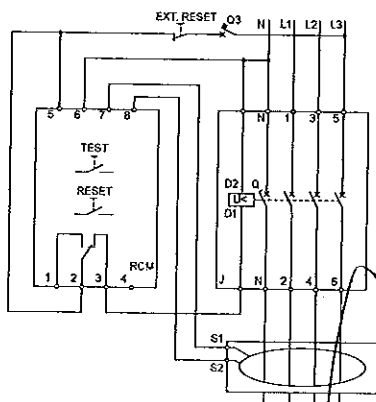 EXT. RESET Q3 N L1 L2 L3
5 6 7 8 N 1 3 5
TEST
RESET
D2 Q
U<
D1
1 2 3 4 RCM J N 2 4 6
S1
S2